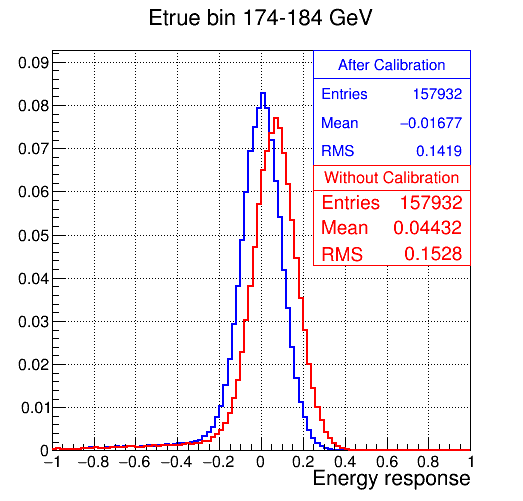 Etrue bin 174-184 GeV
0.09
0.08
0.07
0.06
0.05
0.04
0.03
0.02
0.01
0
After Calibration
Entries 157932
Mean −0.01677
RMS 0.1419
Without Calibration
Entries 157932
Mean 0.04432
RMS 0.1528
−1 −0.8 −0.6 −0.4 −0.2 0 0.2 0.4 0.6 0.8 1
Energy response